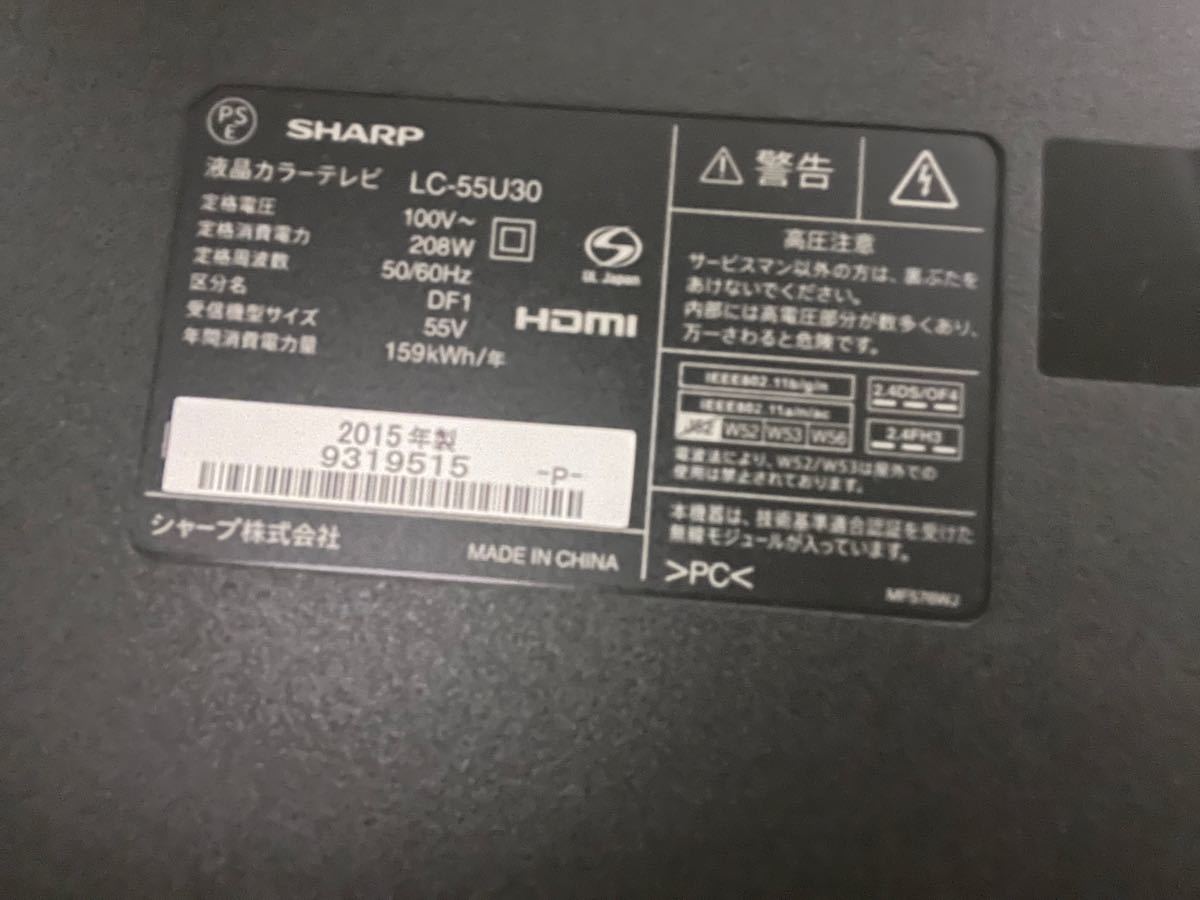 PS
E
SHARP
液晶カラーテレビ LC-55U30
定格電圧 100V～
定格消費電力 208W
定格周波数 50/60Hz
区分名 DF1
受信機型サイズ 55V
年間消費電力量 159kWh/年
UL Japan
HDMI
2015年製
9319515 -P-
シャープ株式会社
MADE IN CHINA
警告
高圧注意
サービスマン以外の方は、裏ぶたを
あけないでください。
内部には高電圧部分が数多くあり、
万一さわると危険です。
IEEE802.11b/g/n
IEEE802.11a/n/ac
J52 W52 W53 W56
2.4DS/OF4
2.4FH3
電波法により、W52/W53は屋外での
使用は禁止されております。
本機器は、技術基準適合認証を受けた
無線モジュールが入っています。
>PC<